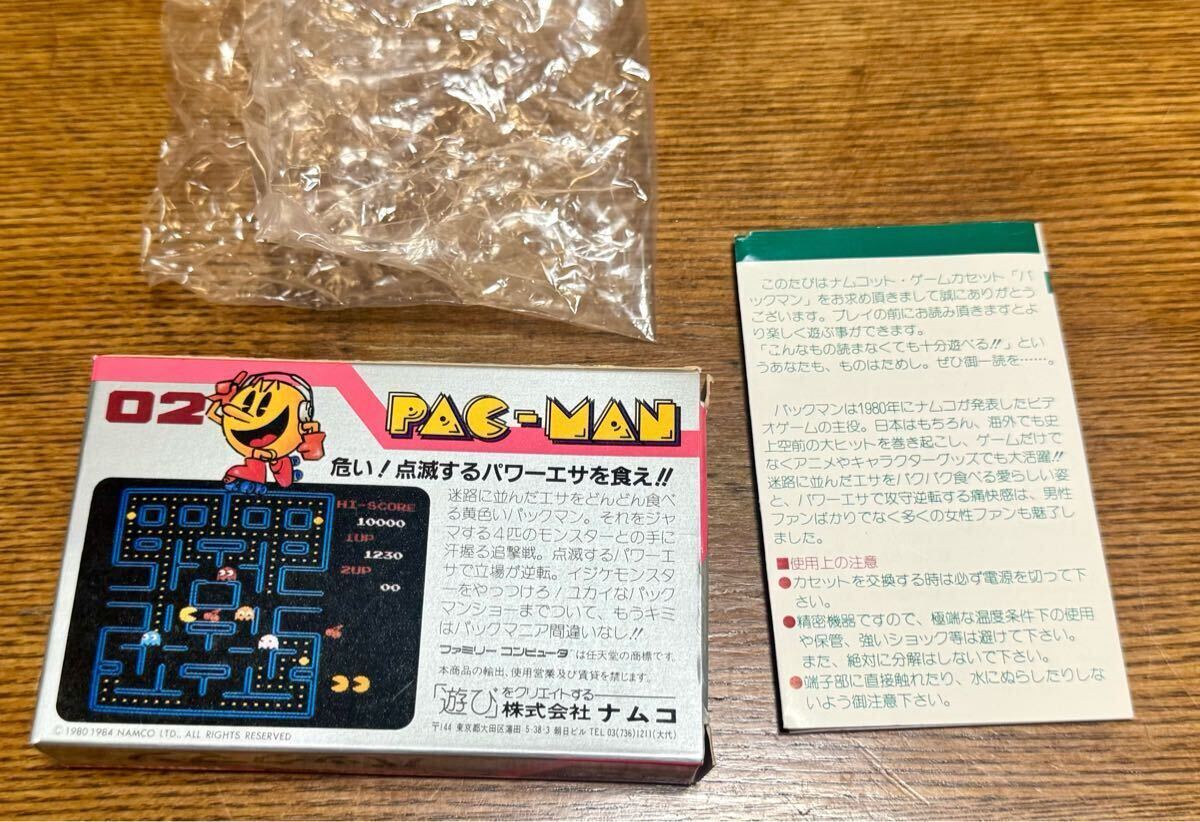 02
PAC-MAN
危い！点滅するパワーエサを食え!!
HI-SCORE
10000
1UP
1230
2UP
00
迷路に並んだエサをどんどん食べ
る黄色いパックマン。それをジャ
マする4匹のモンスターとの手に
汗握る追撃戦。点滅するパワーエ
サで立場が逆転。イジケモンスタ
ーをやっつけろ！ユカイなパック
マンショーまでついて、もうキミ
はパックマニア間違いなし!!
ファミリーコンピュータ™は任天堂の商標です。
本商品の輸出、使用営業及び賃貸を禁じます。
「遊び」をクリエイトする
株式会社 ナムコ
〒144 東京都大田区蒲田 5-38-3 朝日ビル TEL 03(736)1211(大代)
©1980 1984 NAMCO LTD., ALL RIGHTS RESERVED
このたびはナムコット・ゲームカセット「パ
ックマン」をお求め頂きまして誠にありがとう
ございます。プレイの前にお読み頂きますとよ
り楽しく遊ぶ事ができます。
「こんなもの読まなくても十分遊べる!!」とい
うあなたも、ものはためし。ぜひ御一読を……。
パックマンは1980年にナムコが発表したビデ
オゲームの主役。日本はもちろん、海外でも史
上空前の大ヒットを巻き起こし、ゲームだけで
なくアニメやキャラクターグッズでも大活躍!!
迷路に並んだエサをパクパク食べる愛らしい姿
と、パワーエサで攻守逆転する痛快感は、男性
ファンばかりでなく多くの女性ファンも魅了し
ました。
■使用上の注意
●カセットを交換する時は必ず電源を切って下
さい。
●精密機器ですので、極端な温度条件下の使用
や保管、強いショック等は避けて下さい。
また、絶対に分解はしないで下さい。
●端子部に直接触れたり、水にぬらしたりしな
いよう御注意下さい。